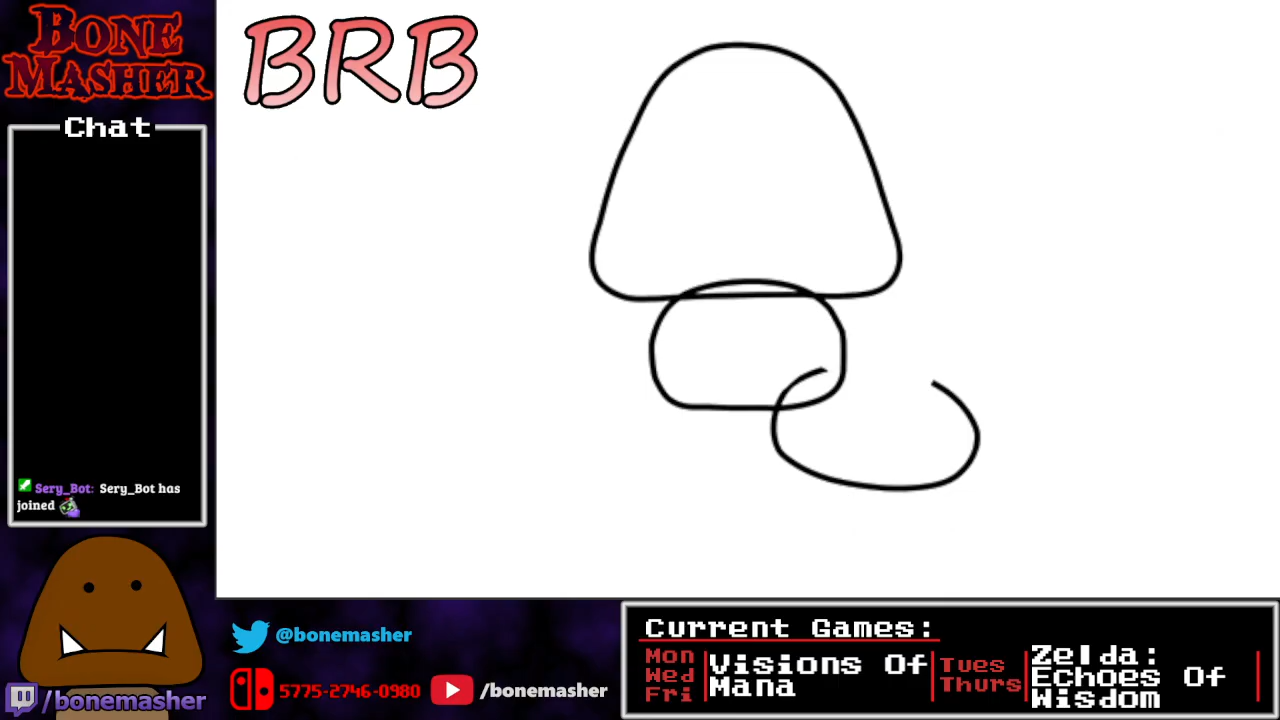 BONE
MASHER
BRB
Chat
Sery_Bot: Sery_Bot has
joined
@bonemasher
5775-2746-0980
/bonemasher
/bonemasher
Current Games:
Mon
Wed
Fri
Visions Of
Mana
Tues
Thurs
Zelda:
Echoes Of
Wisdom